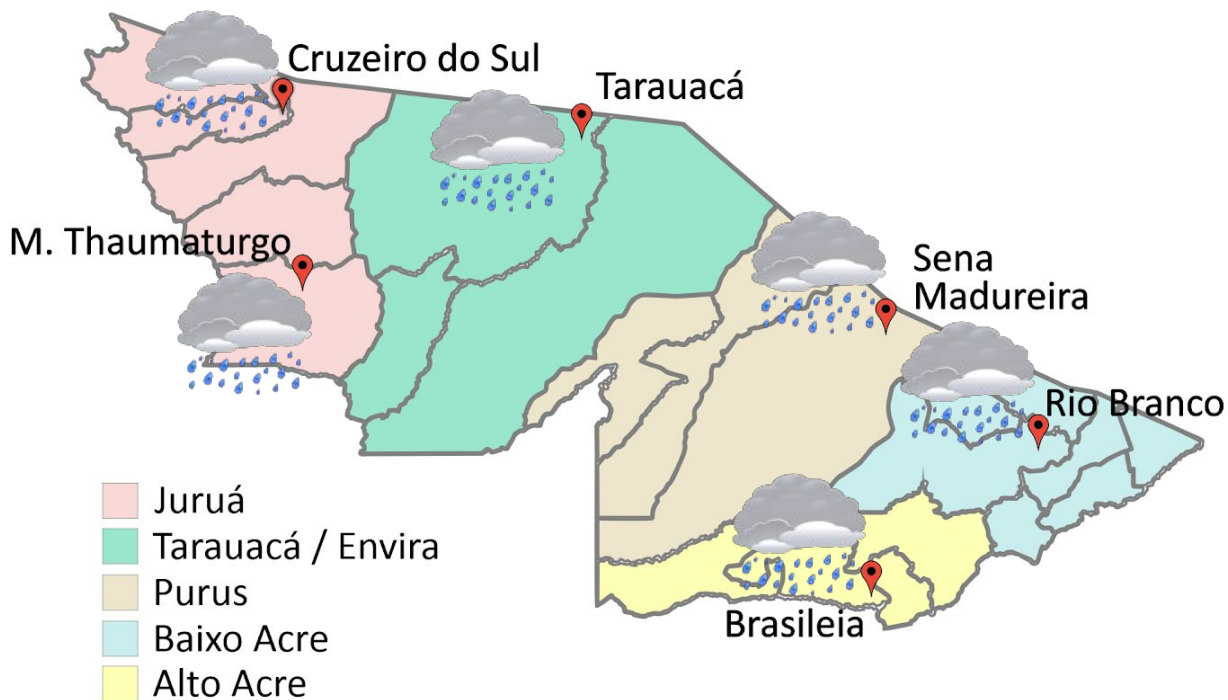 Cruzeiro do Sul
Tarauacá
M. Thaumaturgo
Sena
Madureira
Rio Branco
Brasileia
Juruá
Tarauacá / Envira
Purus
Baixo Acre
Alto Acre